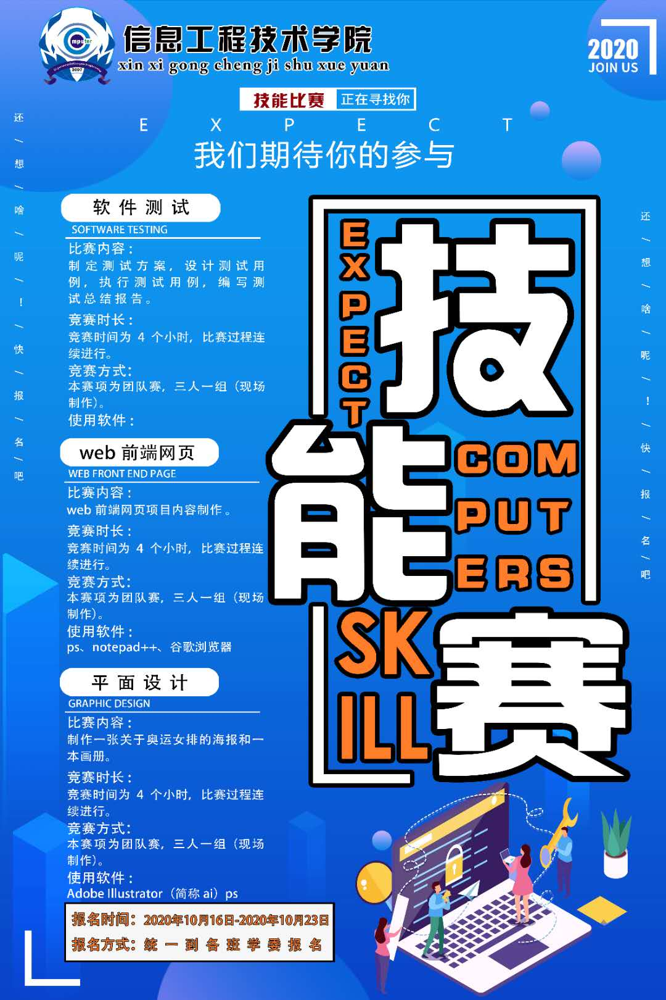 mputer
2007
信息工程技术学院
xin xi gong cheng ji shu xue yuan
2020
JOIN US
技能比赛 正在寻找你
EXPECT
我们期待你的参与
还/想/啥/呢/!/快/报/名/吧
还/想/啥/呢/!/快/报/名/吧
软件测试
SOFTWARE TESTING
比赛内容:
制定测试方案，设计测试用
例，执行测试用例，编写测
试总结报告。
竞赛时长:
竞赛时间为 4 个小时，比赛过程连
续进行。
竞赛方式:
本赛项为团队赛，三人一组（现场
制作）。
使用软件:
web 前端网页
WEB FRONT END PAGE
比赛内容:
web 前端网页项目内容制作。
竞赛时长:
竞赛时间为 4 个小时，比赛过程连
续进行。
竞赛方式:
本赛项为团队赛，三人一组（现场
制作）。
使用软件:
ps、notepad++、谷歌浏览器
平面设计
GRAPHIC DESIGN
比赛内容:
制作一张关于奥运女排的海报和一
本画册。
竞赛时长:
竞赛时间为 4 个小时，比赛过程连
续进行。
竞赛方式:
本赛项为团队赛，三人一组（现场
制作）。
使用软件:
Adobe Illustrator（简称 ai）ps
报名时间：2020年10月16日-2020年10月23日
报名方式：统一到各班学委报名
EXPECT
技
能
COM
PUT
ERS
SK
ILL
赛